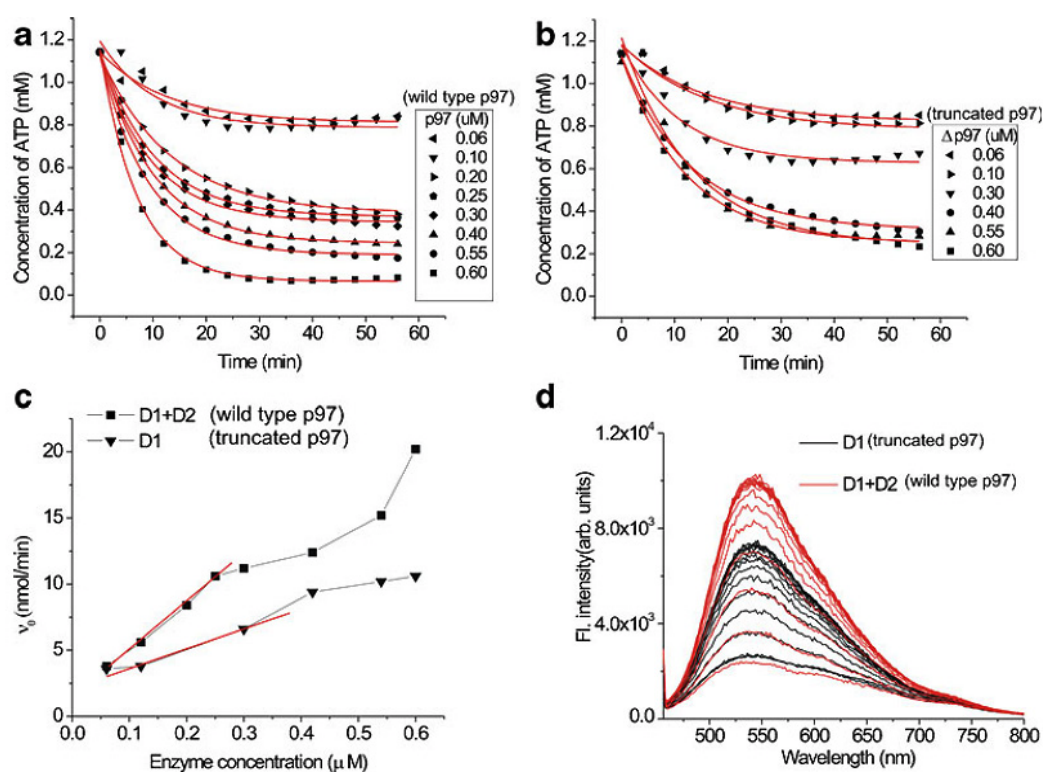 a
Concentration of ATP (mM)
1.2
1.0
0.8
0.6
0.4
0.2
0.0
0 10 20 30 40 50 60
Time (min)
(wild type p97)
p97 (uM)
0.06
0.10
0.20
0.25
0.30
0.40
0.55
0.60
b
Concentration of ATP (mM)
1.2
1.0
0.8
0.6
0.4
0.2
0.0
0 10 20 30 40 50 60
Time (min)
(truncated p97)
Δ p97 (uM)
0.06
0.10
0.30
0.40
0.55
0.60
c
D1+D2 (wild type p97)
D1 (truncated p97)
ν₀ (nmol/min)
20
15
10
5
0
0.0 0.1 0.2 0.3 0.4 0.5 0.6
Enzyme concentration (μ M)
d
D1 (truncated p97)
D1+D2 (wild type p97)
Fl. intensity(arb. units)
1.2x10⁴
8.0x10³
4.0x10³
0.0
500 550 600 650 700 750 800
Wavelength (nm)